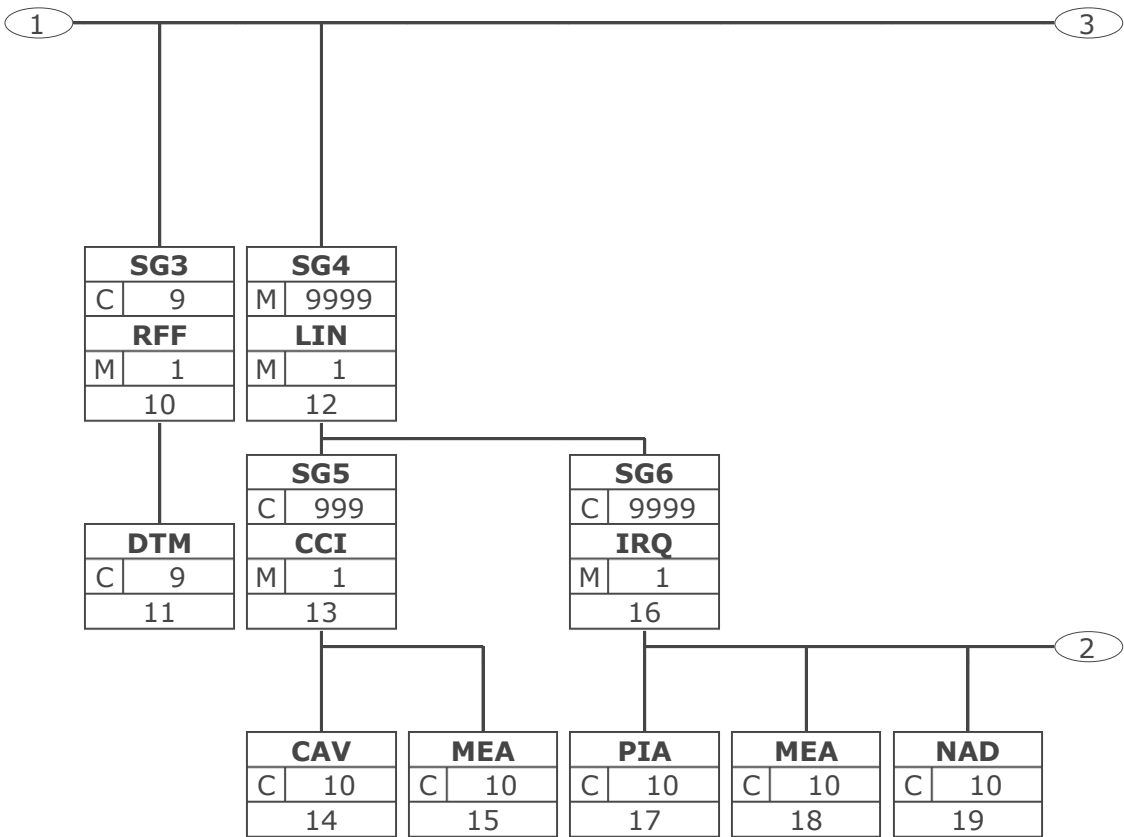 1 3
SG3 SG4
C 9 M 9999
RFF LIN
M 1 M 1
10 12
SG5 SG6
C 999 C 9999
DTM CCI IRQ
C 9 M 1 M 1
11 13 16
2
CAV MEA PIA MEA NAD
C 10 C 10 C 10 C 10 C 10
14 15 17 18 19